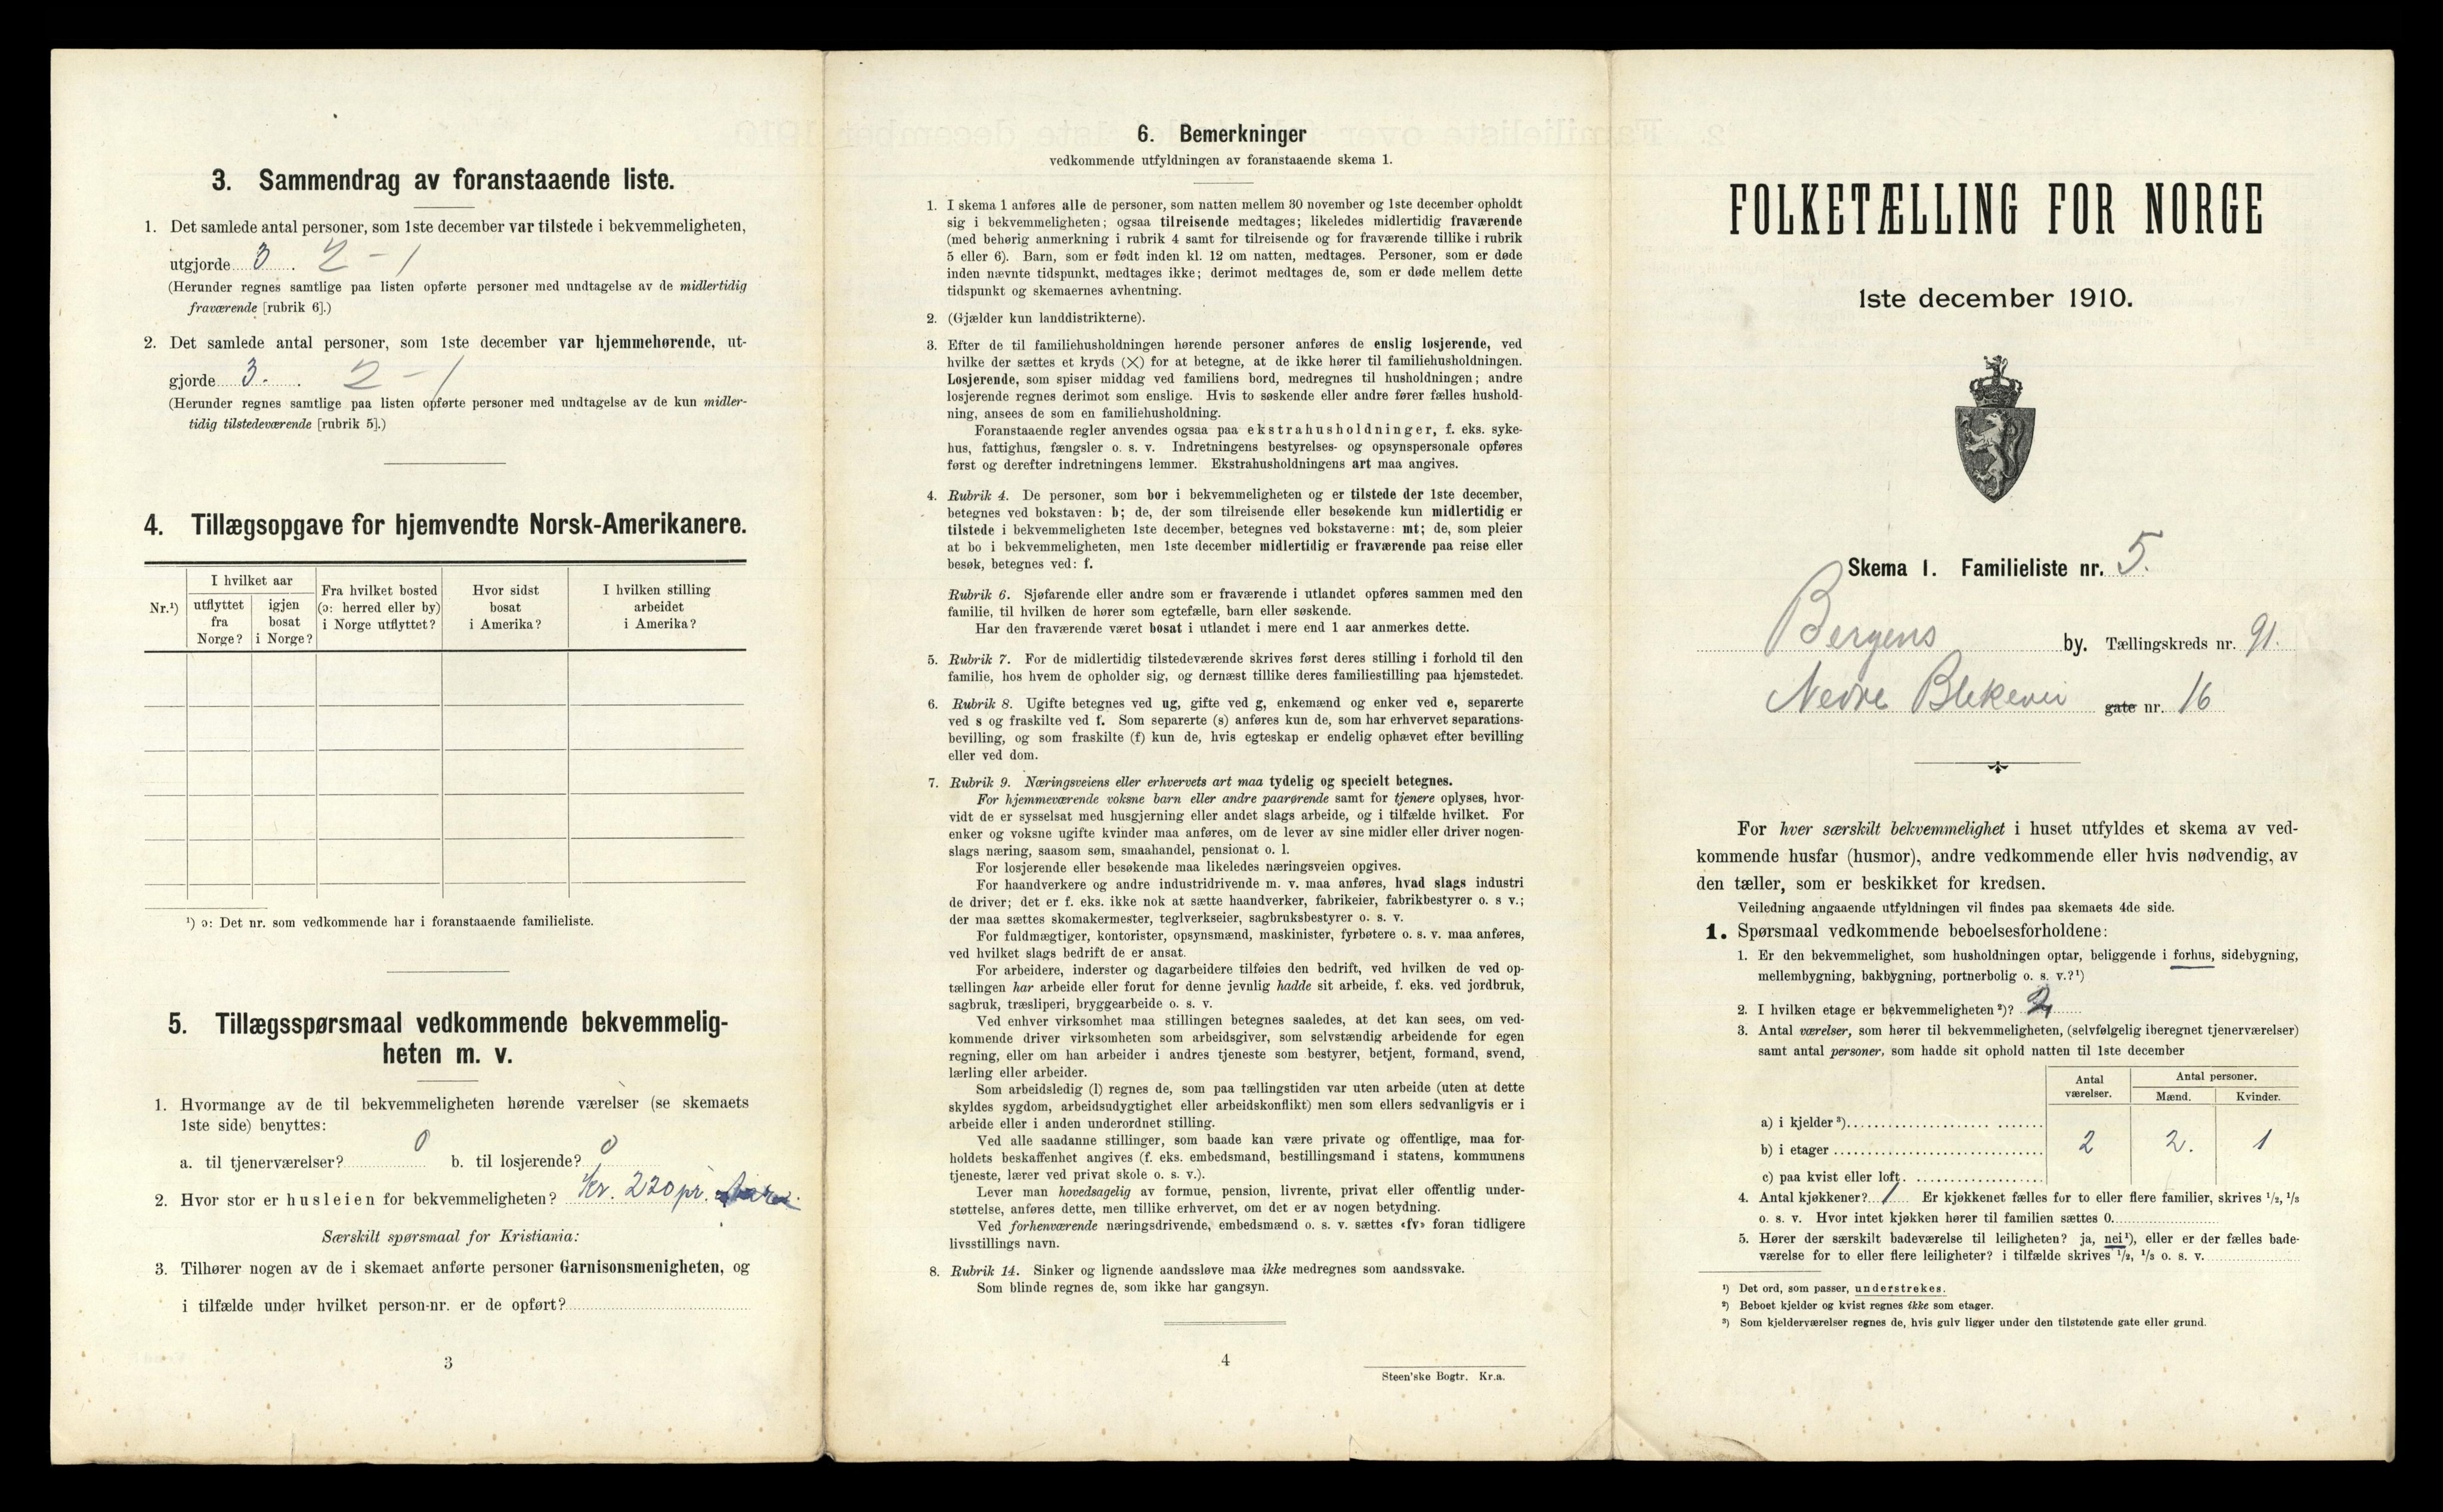 3. Sammendrag av foranstaaende liste.
1. Det samlede antal personer, som 1ste december var tilstede i bekvemmeligheten,
utgjorde 3. 2 - 1
(Herunder regnes samtlige paa listen opførte personer med undtagelse av de midlertidig
fraværende [rubrik 6].)
2. Det samlede antal personer, som 1ste december var hjemmehørende, ut-
gjorde 3. 2 - 1
(Herunder regnes samtlige paa listen opførte personer med undtagelse av de kun midler-
tidig tilstedeværende [rubrik 5].)
4. Tillægsopgave for hjemvendte Norsk-Amerikanere.
Nr.¹)
I hvilket aar
utflyttet fra Norge?
igjen bosat i Norge?
Fra hvilket bosted (ɔ: herred eller by) i Norge utflyttet?
Hvor sidst bosat i Amerika?
I hvilken stilling arbeidet i Amerika?
¹) ɔ: Det nr. som vedkommende har i foranstaaende familieliste.
5. Tillægsspørsmaal vedkommende bekvemmelig-
heten m. v.
1. Hvormange av de til bekvemmeligheten hørende værelser (se skemaets
1ste side) benyttes:
a. til tjenerværelser? 0 b. til losjerende? 0
2. Hvor stor er husleien for bekvemmeligheten? Kr. 220 pr.
Særskilt spørsmaal for Kristiania:
3. Tilhører nogen av de i skemaet anførte personer Garnisonsmenigheten, og
i tilfælde under hvilket person-nr. er de opført?
3
6. Bemerkninger
vedkommende utfyldningen av foranstaaende skema 1.
1. I skema 1 anføres alle de personer, som natten mellem 30 november og 1ste december opholdt
sig i bekvemmeligheten; ogsaa tilreisende medtages; likeledes midlertidig fraværende
(med behørig anmerkning i rubrik 4 samt for tilreisende og for fraværende tillike i rubrik
5 eller 6). Barn, som er født inden kl. 12 om natten, medtages. Personer, som er døde
inden nævnte tidspunkt, medtages ikke; derimot medtages de, som er døde mellem dette
tidspunkt og skemaernes avhentning.
2. (Gjælder kun landdistrikterne).
3. Efter de til familiehusholdningen hørende personer anføres de enslig losjerende, ved
hvilke der sættes et kryds (×) for at betegne, at de ikke hører til familiehusholdningen.
Losjerende, som spiser middag ved familiens bord, medregnes til husholdningen; andre
losjerende regnes derimot som enslige. Hvis to søskende eller andre fører fælles hushold-
ning, ansees de som en familiehusholdning.
Foranstaaende regler anvendes ogsaa paa ekstrahusholdninger, f. eks. syke-
hus, fattighus, fængsler o. s. v. Indretningens bestyrelses- og opsynspersonale opføres
først og derefter indretningens lemmer. Ekstrahusholdningens art maa angives.
4. Rubrik 4. De personer, som bor i bekvemmeligheten og er tilstede der 1ste december,
betegnes ved bokstaven: b; de, der som tilreisende eller besøkende kun midlertidig er
tilstede i bekvemmeligheten 1ste december, betegnes ved bokstaverne: mt; de, som pleier
at bo i bekvemmeligheten, men 1ste december midlertidig er fraværende paa reise eller
besøk, betegnes ved: f.
Rubrik 6. Sjøfarende eller andre som er fraværende i utlandet opføres sammen med den
familie, til hvilken de hører som egtefælle, barn eller søskende.
Har den fraværende været bosat i utlandet i mere end 1 aar anmerkes dette.
5. Rubrik 7. For de midlertidig tilstedeværende skrives først deres stilling i forhold til den
familie, hos hvem de opholder sig, og dernæst tillike deres familiestilling paa hjemstedet.
6. Rubrik 8. Ugifte betegnes ved ug, gifte ved g, enkemænd og enker ved e, separerte
ved s og fraskilte ved f. Som separerte (s) anføres kun de, som har erhvervet separations-
bevilling, og som fraskilte (f) kun de, hvis egteskap er endelig ophævet efter bevilling
eller ved dom.
7. Rubrik 9. Næringsveiens eller erhvervets art maa tydelig og specielt betegnes.
For hjemmeværende voksne barn eller andre paarørende samt for tjenere oplyses, hvor-
vidt de er sysselsat med husgjerning eller andet slags arbeide, og i tilfælde hvilket. For
enker og voksne ugifte kvinder maa anføres, om de lever av sine midler eller driver nogen-
slags næring, saasom søm, smaahandel, pensionat o. l.
For losjerende eller besøkende maa likeledes næringsveien opgives.
For haandverkere og andre industridrivende m. v. maa anføres, hvad slags industri
de driver; det er f. eks. ikke nok at sætte haandverker, fabrikeier, fabrikbestyrer o. s v.;
der maa sættes skomakermester, teglverkseier, sagbruksbestyrer o. s. v.
For fuldmægtiger, kontorister, opsynsmænd, maskinister, fyrbøtere o. s. v. maa anføres,
ved hvilket slags bedrift de er ansat.
For arbeidere, inderster og dagarbeidere tilføies den bedrift, ved hvilken de ved op-
tællingen har arbeide eller forut for denne jevnlig hadde sit arbeide, f. eks. ved jordbruk,
sagbruk, træsliperi, bryggearbeide o. s. v.
Ved enhver virksomhet maa stillingen betegnes saaledes, at det kan sees, om ved-
kommende driver virksomheten som arbeidsgiver, som selvstændig arbeidende for egen
regning, eller om han arbeider i andres tjeneste som bestyrer, betjent, formand, svend,
lærling eller arbeider.
Som arbeidsledig (l) regnes de, som paa tællingstiden var uten arbeide (uten at dette
skyldes sygdom, arbeidsudygtighet eller arbeidskonflikt) men som ellers sedvanligvis er i
arbeide eller i anden underordnet stilling.
Ved alle saadanne stillinger, som baade kan være private og offentlige, maa for-
holdets beskaffenhet angives (f. eks. embedsmand, bestillingsmand i statens, kommunens
tjeneste, lærer ved privat skole o. s. v.).
Lever man hovedsagelig av formue, pension, livrente, privat eller offentlig under-
støttelse, anføres dette, men tillike erhvervet, om det er av nogen betydning.
Ved forhenværende næringsdrivende, embedsmænd o. s. v. sættes «fv» foran tidligere
livsstillings navn.
8. Rubrik 14. Sinker og lignende aandssløve maa ikke medregnes som aandssvake.
Som blinde regnes de, som ikke har gangsyn.
4
Steen'ske Bogtr. Kr.a.
FOLKETÆLLING FOR NORGE
1ste december 1910.
Skema 1. Familieliste nr. 5.
Bergens by. Tællingskreds nr. 91.
Nedre Blekevei gate nr. 16
For hver særskilt bekvemmelighet i huset utfyldes et skema av ved-
kommende husfar (husmor), andre vedkommende eller hvis nødvendig, av
den tæller, som er beskikket for kredsen.
Veiledning angaaende utfyldningen vil findes paa skemaets 4de side.
1. Spørsmaal vedkommende beboelsesforholdene:
1. Er den bekvemmelighet, som husholdningen optar, beliggende i forhus, sidebygning,
mellembygning, bakbygning, portnerbolig o. s. v.?¹)
2. I hvilken etage er bekvemmeligheten²)? 2
3. Antal værelser, som hører til bekvemmeligheten, (selvfølgelig iberegnet tjenerværelser)
samt antal personer, som hadde sit ophold natten til 1ste december
Antal værelser.
Antal personer.
Mænd. Kvinder.
a) i kjelder³)
b) i etager 2 2. 1
c) paa kvist eller loft
4. Antal kjøkkener? 1 Er kjøkkenet fælles for to eller flere familier, skrives ¹/₂, ¹/₃
o. s. v. Hvor intet kjøkken hører til familien sættes 0.
5. Hører der særskilt badeværelse til leiligheten? ja, nei¹), eller er der fælles bade-
værelse for to eller flere leiligheter? i tilfælde skrives ¹/₂, ¹/₃ o. s. v.
¹) Det ord, som passer, understrekes.
²) Beboet kjelder og kvist regnes ikke som etager.
³) Som kjelderværelser regnes de, hvis gulv ligger under den tilstøtende gate eller grund.